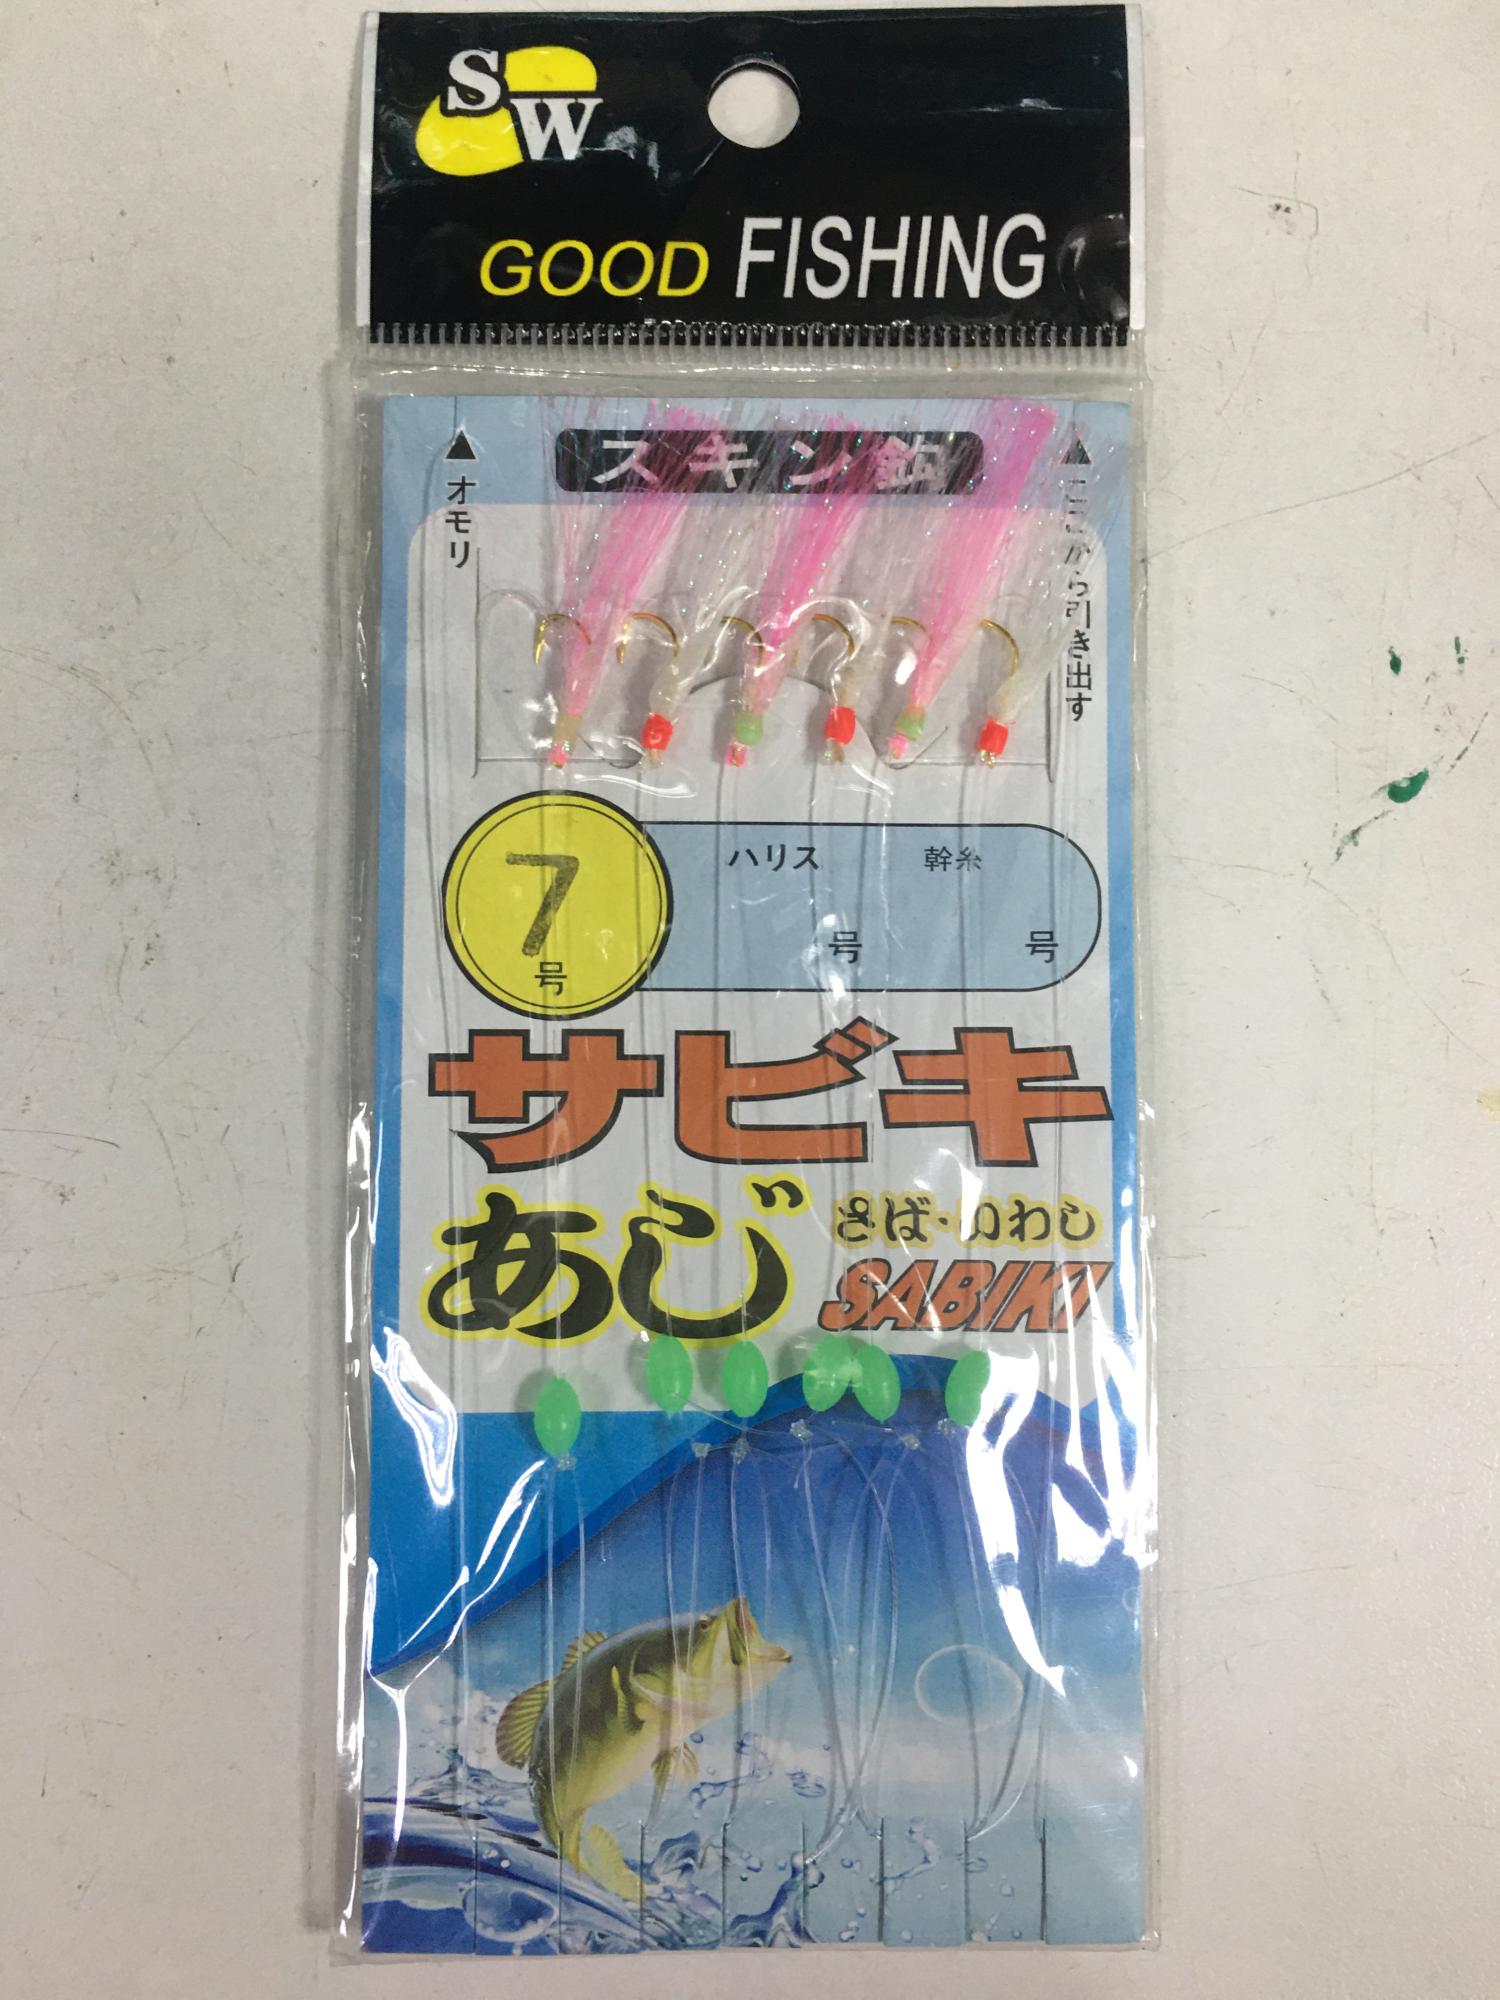 SW
GOOD FISHING
スキン鈎
オモリ
ここから引き出す
7号
ハリス 号
幹糸 号
サビキ
あじ
さば・いわし
SABIKI